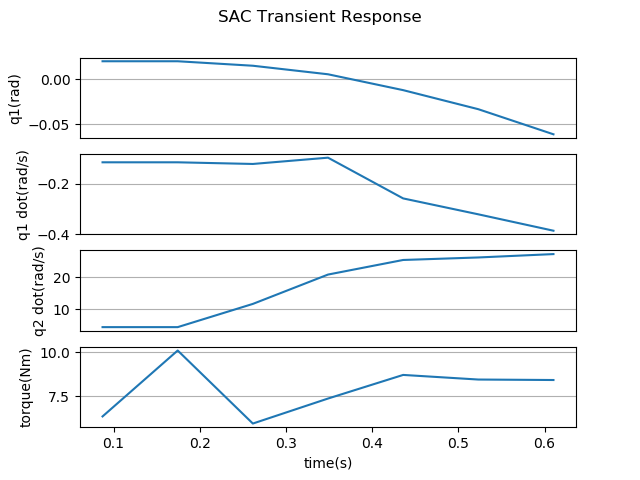 SAC Transient Response
0.00
−0.05
q1(rad)
−0.2
−0.4
q1 dot(rad/s)
20
10
q2 dot(rad/s)
10.0
7.5
torque(Nm)
0.1 0.2 0.3 0.4 0.5 0.6
time(s)